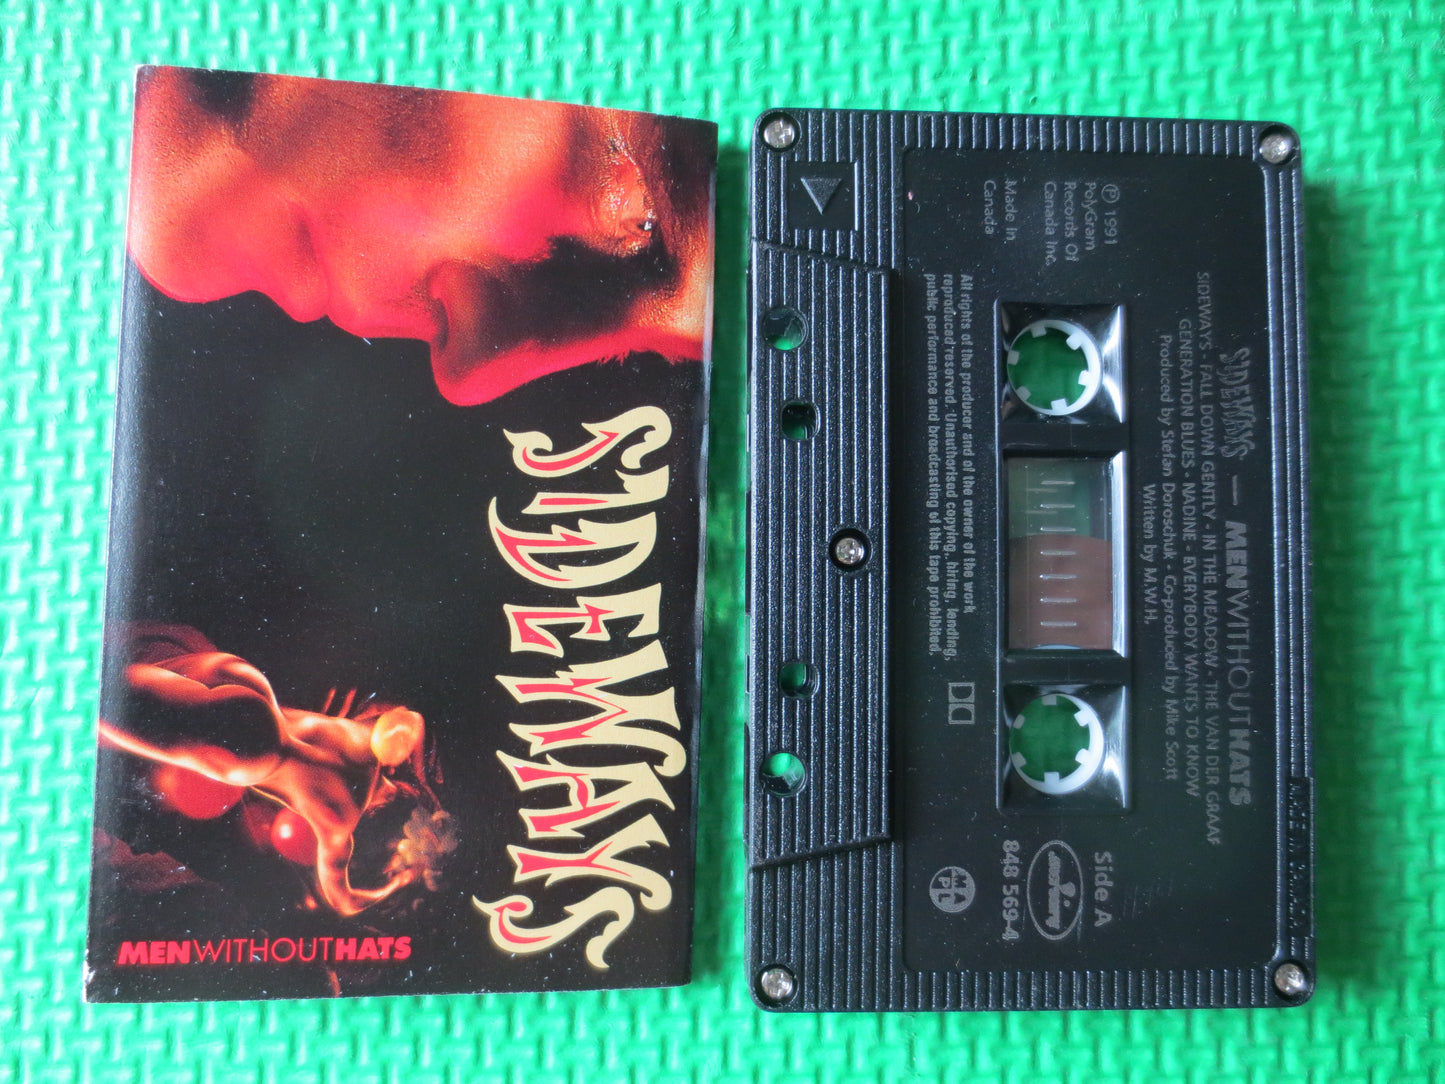 SIDEWAYS
MENWITHOUTHATS
SIDEWAYS — MENWITHOUTHATS
SIDEWAYS - FALL DOWN GENTLY - IN THE MEADOW - THE VAN DER GRAAF
GENERATION BLUES - NADINE - EVERYBODY WANTS TO KNOW
Produced by Stefan Doroschuk - Co-produced by Mike Scott
Written by M.W.H.
℗ 1991
PolyGram
Records Of
Canada Inc.
Made in
Canada
Side A
mercury
848 569-4
All rights of the producer and of the owner of the work
reproduced reserved. Unauthorised copying, hiring, lending,
public performance and broadcasting of this tape prohibited.